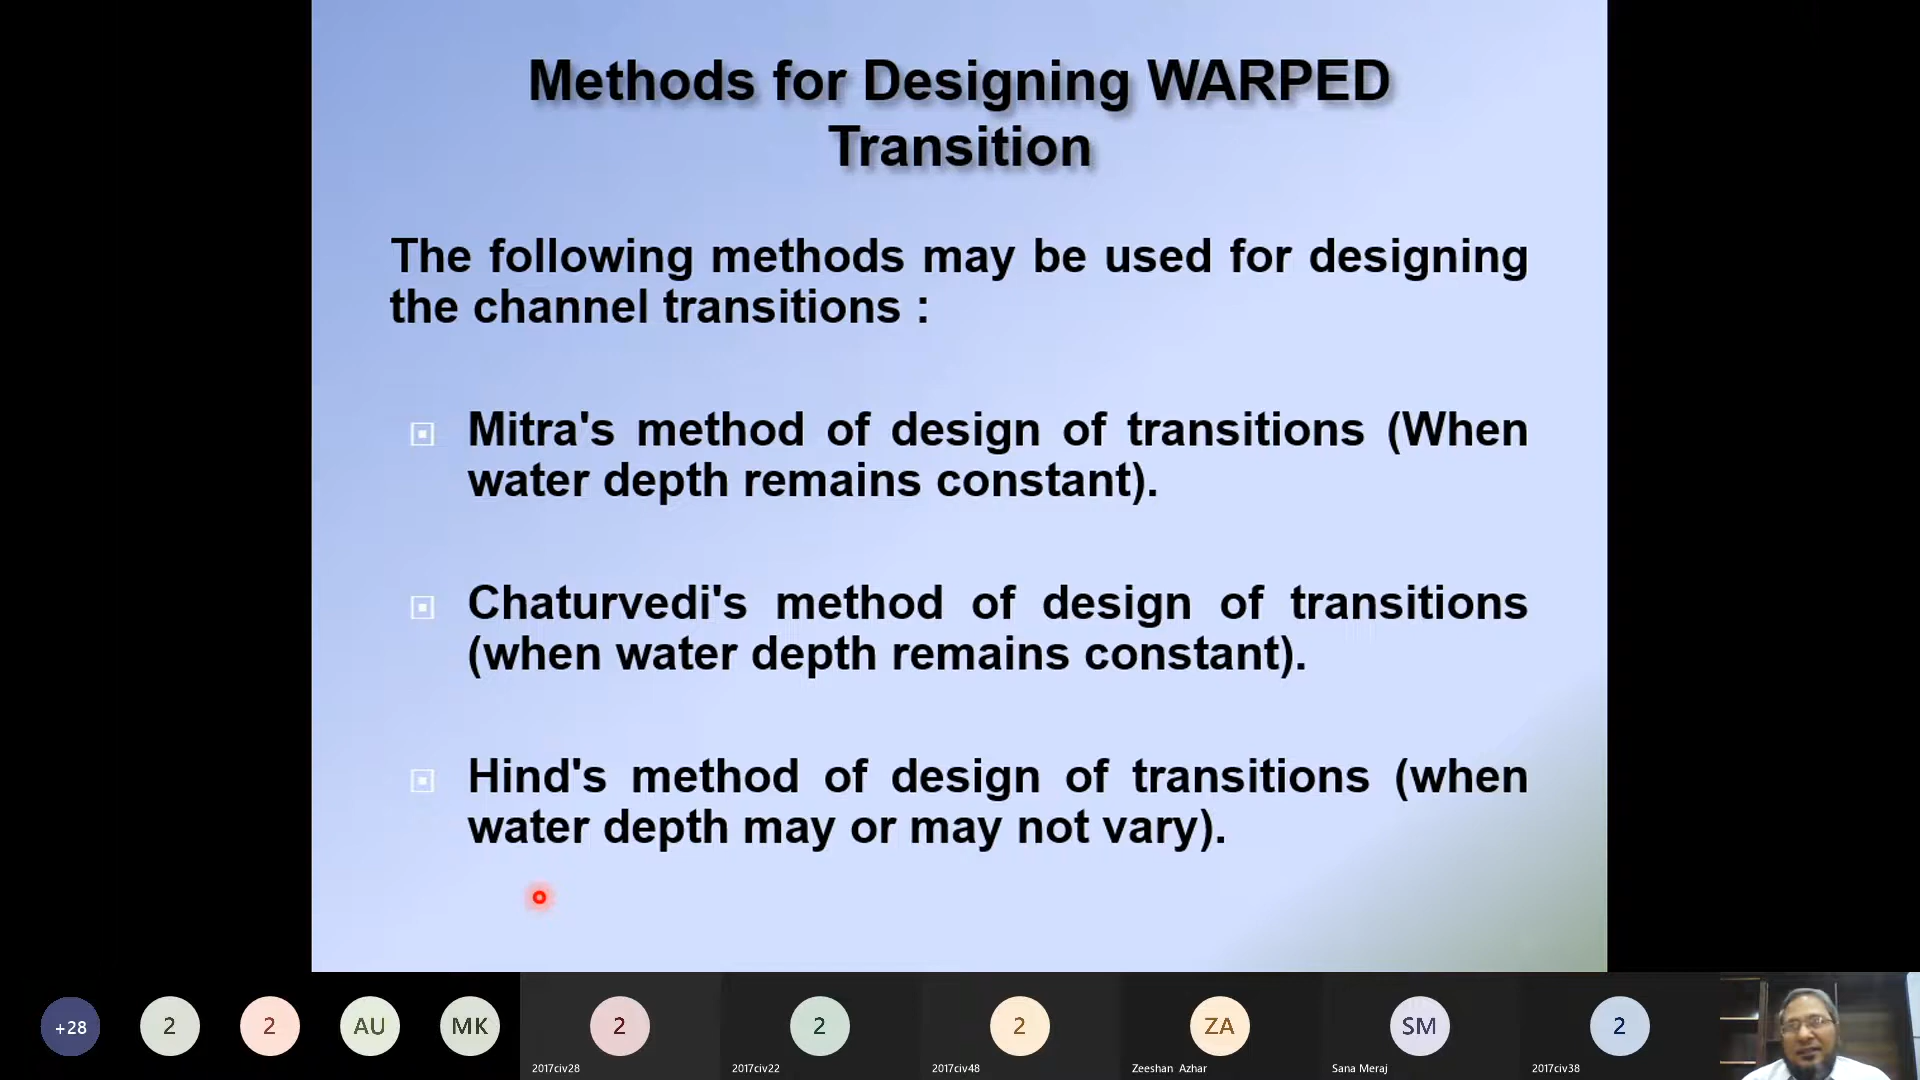 Methods for Designing WARPED
Transition
The following methods may be used for designing
the channel transitions :
Mitra's method of design of transitions (When
water depth remains constant).
Chaturvedi's method of design of transitions
(when water depth remains constant).
Hind's method of design of transitions (when
water depth may or may not vary).
+28
2
2
AU
MK
2
2
2
ZA
SM
2
2017civ28
2017civ22
2017civ48
Zeeshan Azhar
Sana Meraj
2017civ38